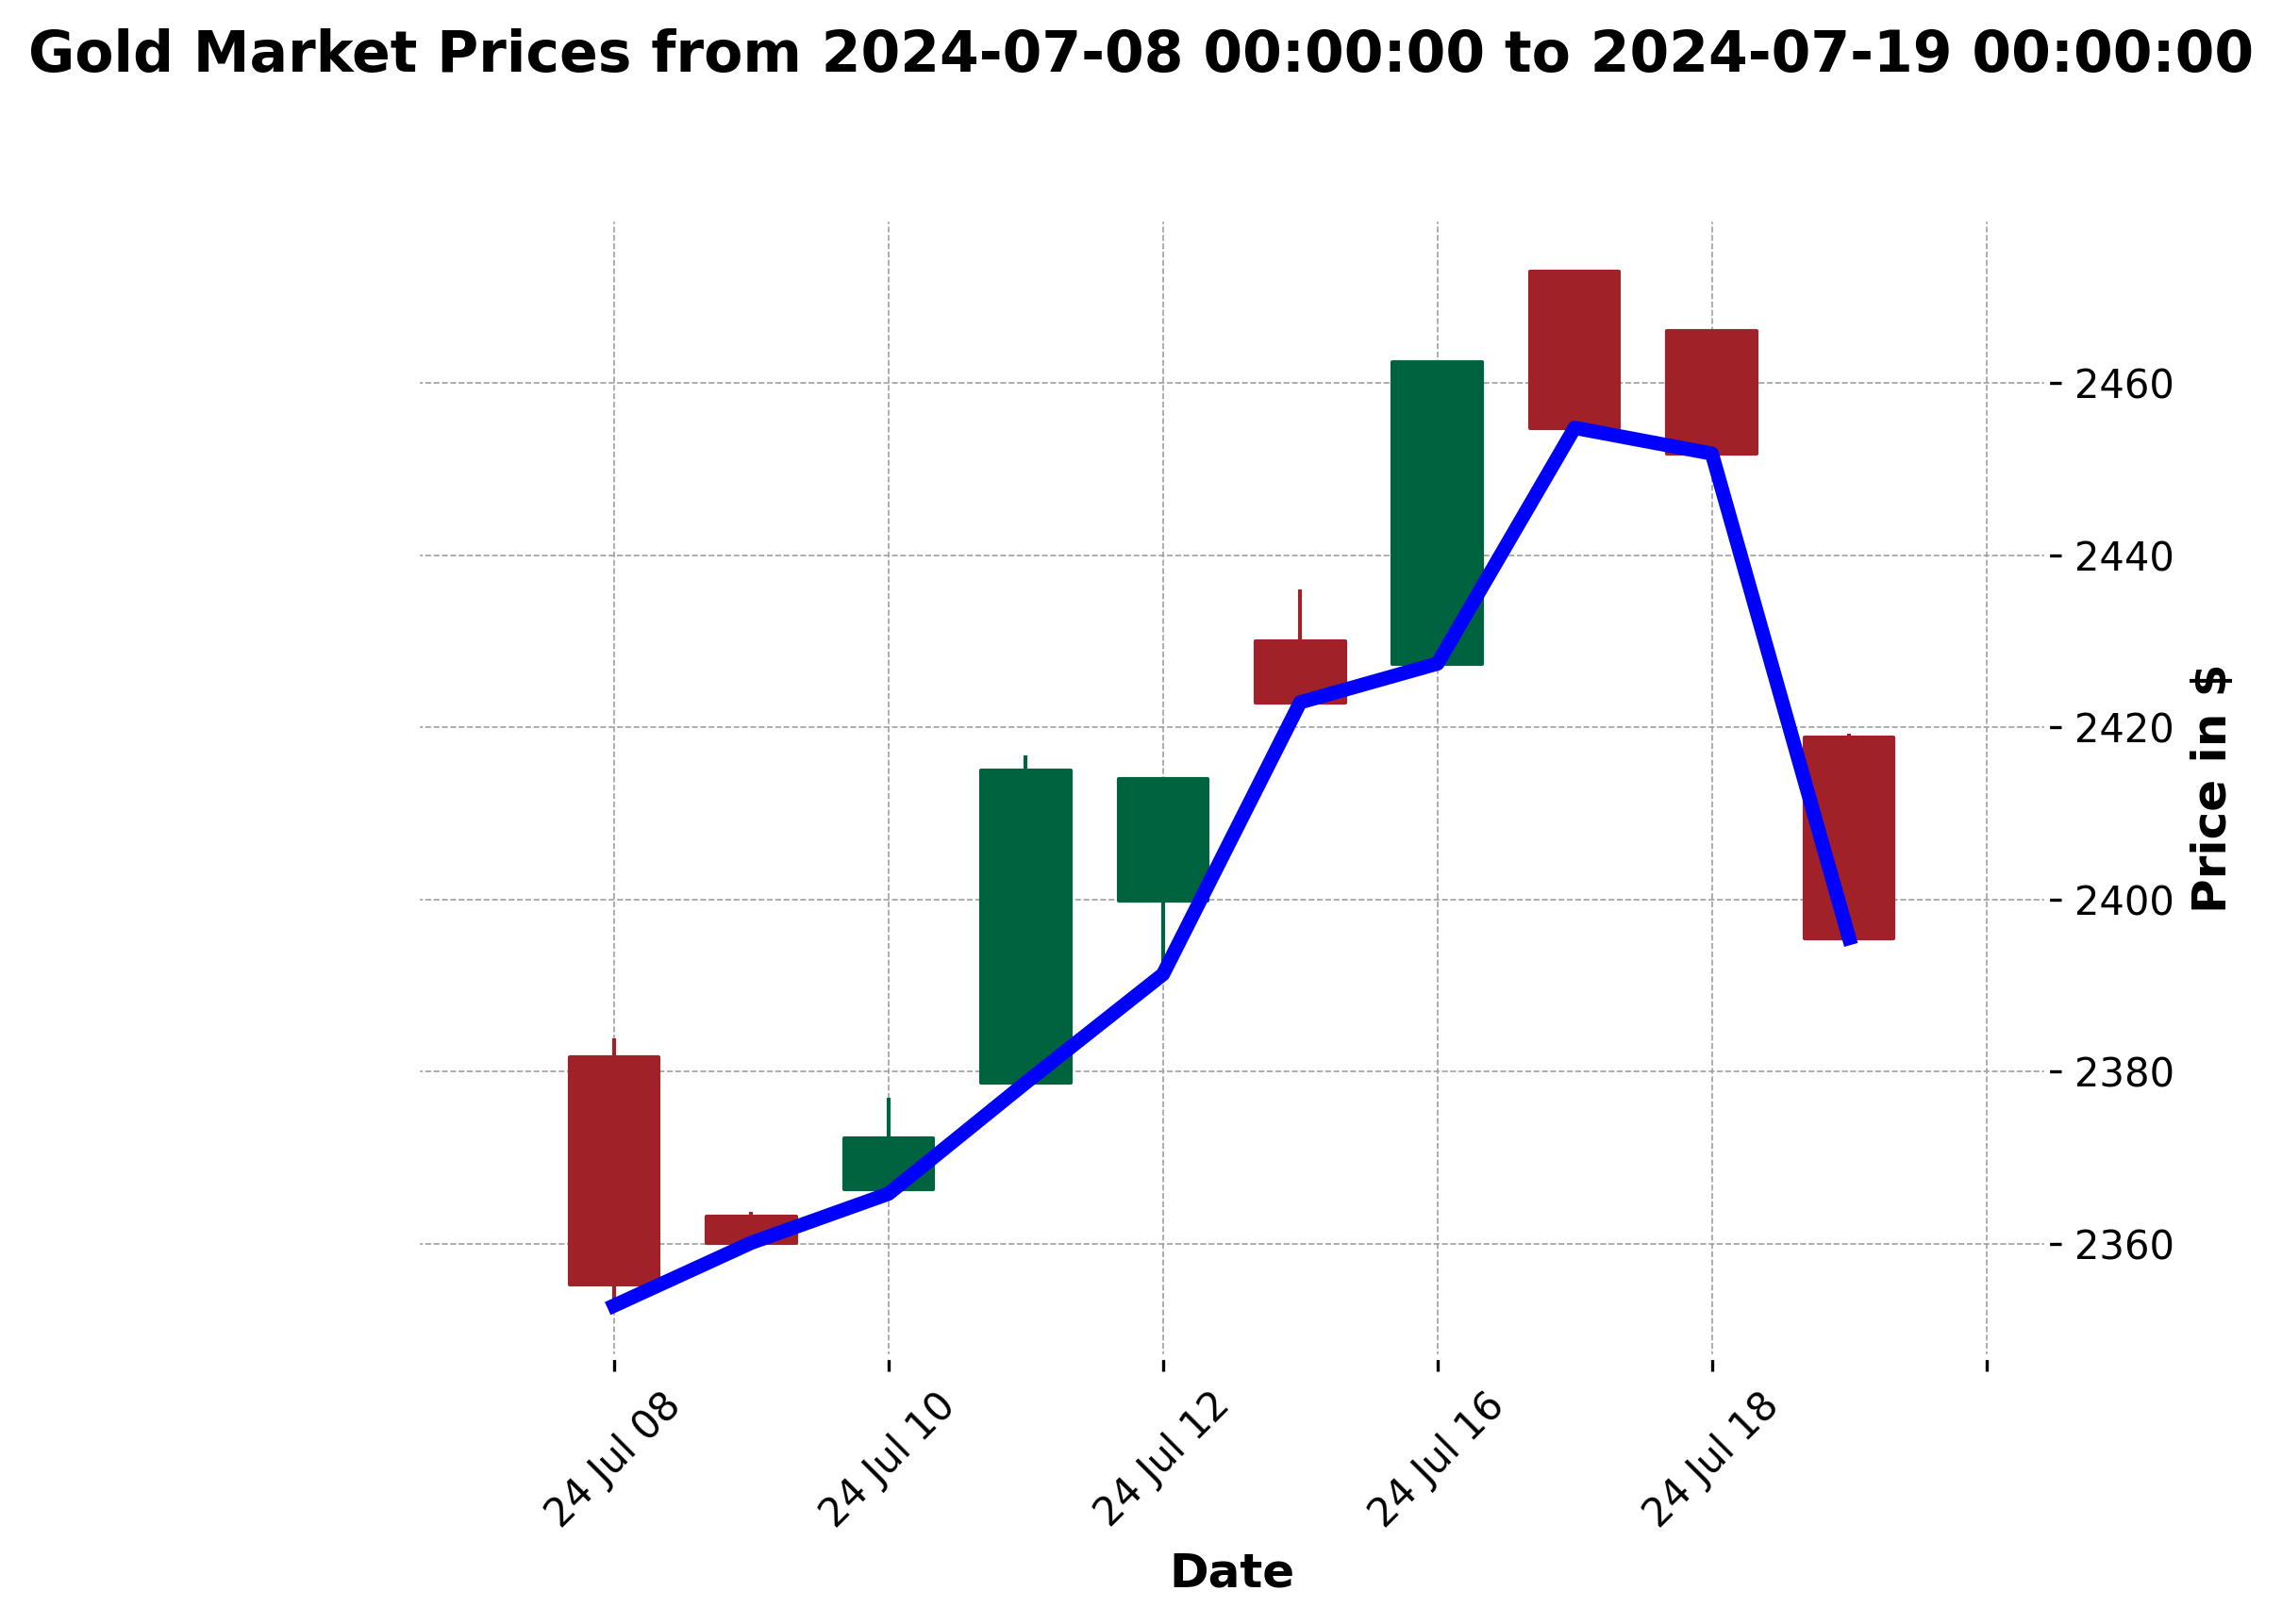 Gold Market Prices from 2024-07-08 00:00:00 to 2024-07-19 00:00:00
2460
2440
2420
2400
2380
2360
Price in $
24 Jul 08
24 Jul 10
24 Jul 12
24 Jul 16
24 Jul 18
Date